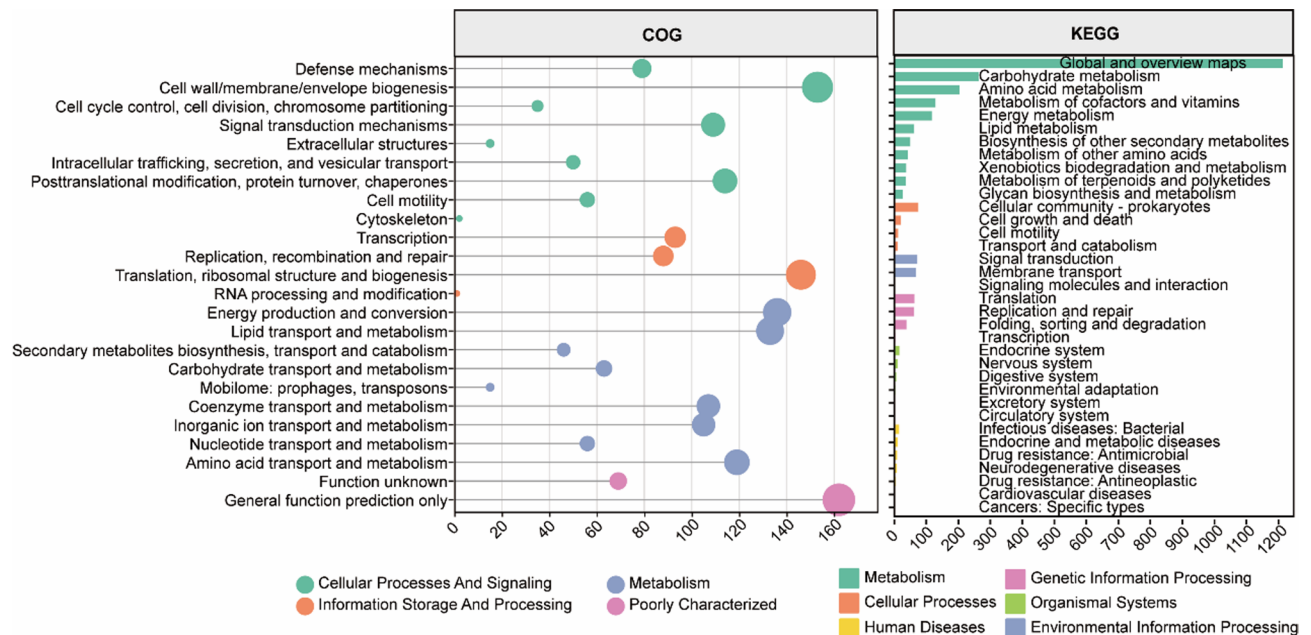 COG
Defense mechanisms
Cell wall/membrane/envelope biogenesis
Cell cycle control, cell division, chromosome partitioning
Signal transduction mechanisms
Extracellular structures
Intracellular trafficking, secretion, and vesicular transport
Posttranslational modification, protein turnover, chaperones
Cell motility
Cytoskeleton
Transcription
Replication, recombination and repair
Translation, ribosomal structure and biogenesis
RNA processing and modification
Energy production and conversion
Lipid transport and metabolism
Secondary metabolites biosynthesis, transport and catabolism
Carbohydrate transport and metabolism
Mobilome: prophages, transposons
Coenzyme transport and metabolism
Inorganic ion transport and metabolism
Nucleotide transport and metabolism
Amino acid transport and metabolism
Function unknown
General function prediction only
0 20 40 60 80 100 120 140 160
Cellular Processes And Signaling
Information Storage And Processing
Metabolism
Poorly Characterized
KEGG
Global and overview maps
Carbohydrate metabolism
Amino acid metabolism
Metabolism of cofactors and vitamins
Energy metabolism
Lipid metabolism
Biosynthesis of other secondary metabolites
Metabolism of other amino acids
Xenobiotics biodegradation and metabolism
Metabolism of terpenoids and polyketides
Glycan biosynthesis and metabolism
Cellular community - prokaryotes
Cell growth and death
Cell motility
Transport and catabolism
Signal transduction
Membrane transport
Signaling molecules and interaction
Translation
Replication and repair
Folding, sorting and degradation
Transcription
Endocrine system
Nervous system
Digestive system
Environmental adaptation
Excretory system
Circulatory system
Infectious diseases: Bacterial
Endocrine and metabolic diseases
Drug resistance: Antimicrobial
Neurodegenerative diseases
Drug resistance: Antineoplastic
Cardiovascular diseases
Cancers: Specific types
0 100 200 300 400 500 600 700 800 900 1000 1100 1200
Metabolism
Cellular Processes
Human Diseases
Genetic Information Processing
Organismal Systems
Environmental Information Processing